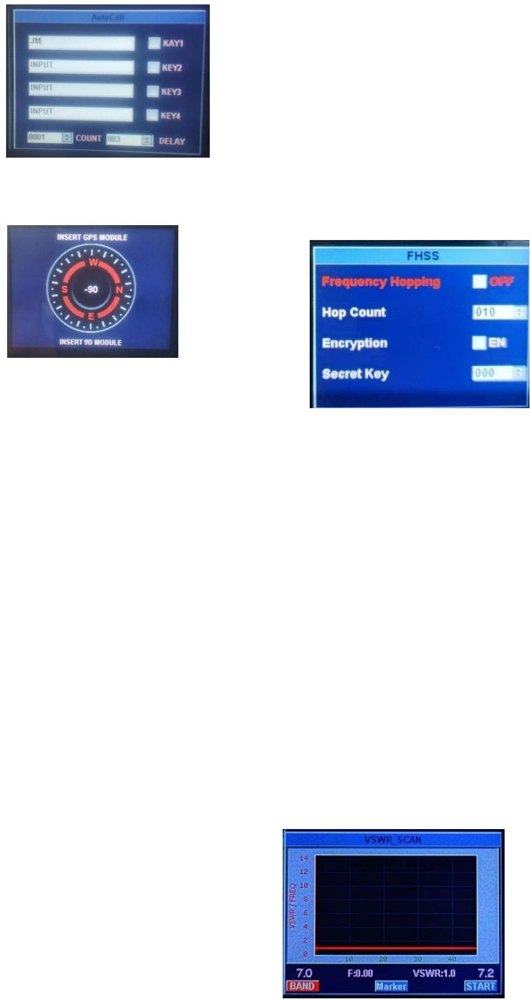 AutoCall
JM KAY1
INPUT KEY2
INPUT KEY3
INPUT KEY4
0001 COUNT 003 DELAY
INSERT GPS MODULE
W
S -90 N
E
INSERT 9D MODULE
FHSS
Frequency Hopping OFF
Hop Count 010
Encryption EN
Secret Key 000
VSWR_SCAN
VSWR / FREQ
14
12
10
8
6
4
2
0
10 20 30 40
7.0 F:0.00 VSWR:1.0 7.2
BAND Marker START